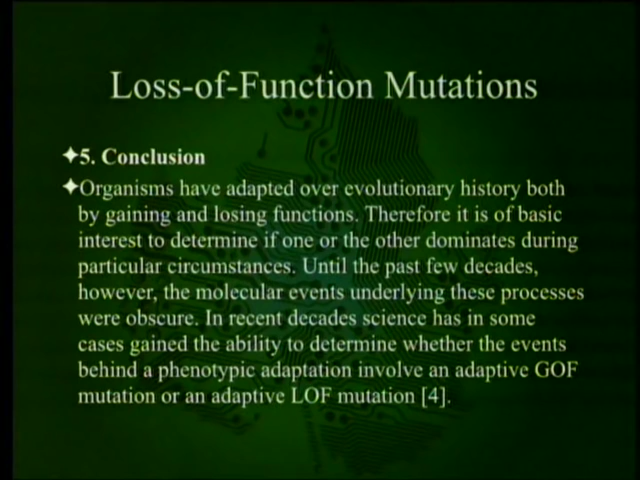 Loss-of-Function Mutations
✦5. Conclusion
✦Organisms have adapted over evolutionary history both
by gaining and losing functions. Therefore it is of basic
interest to determine if one or the other dominates during
particular circumstances. Until the past few decades,
however, the molecular events underlying these processes
were obscure. In recent decades science has in some
cases gained the ability to determine whether the events
behind a phenotypic adaptation involve an adaptive GOF
mutation or an adaptive LOF mutation [4].